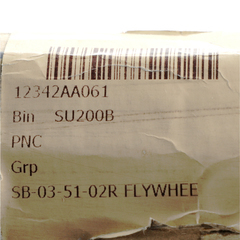 12342AA061
Bin SU200B
PNC
Grp
SB-03-51-02R FLYWHEE